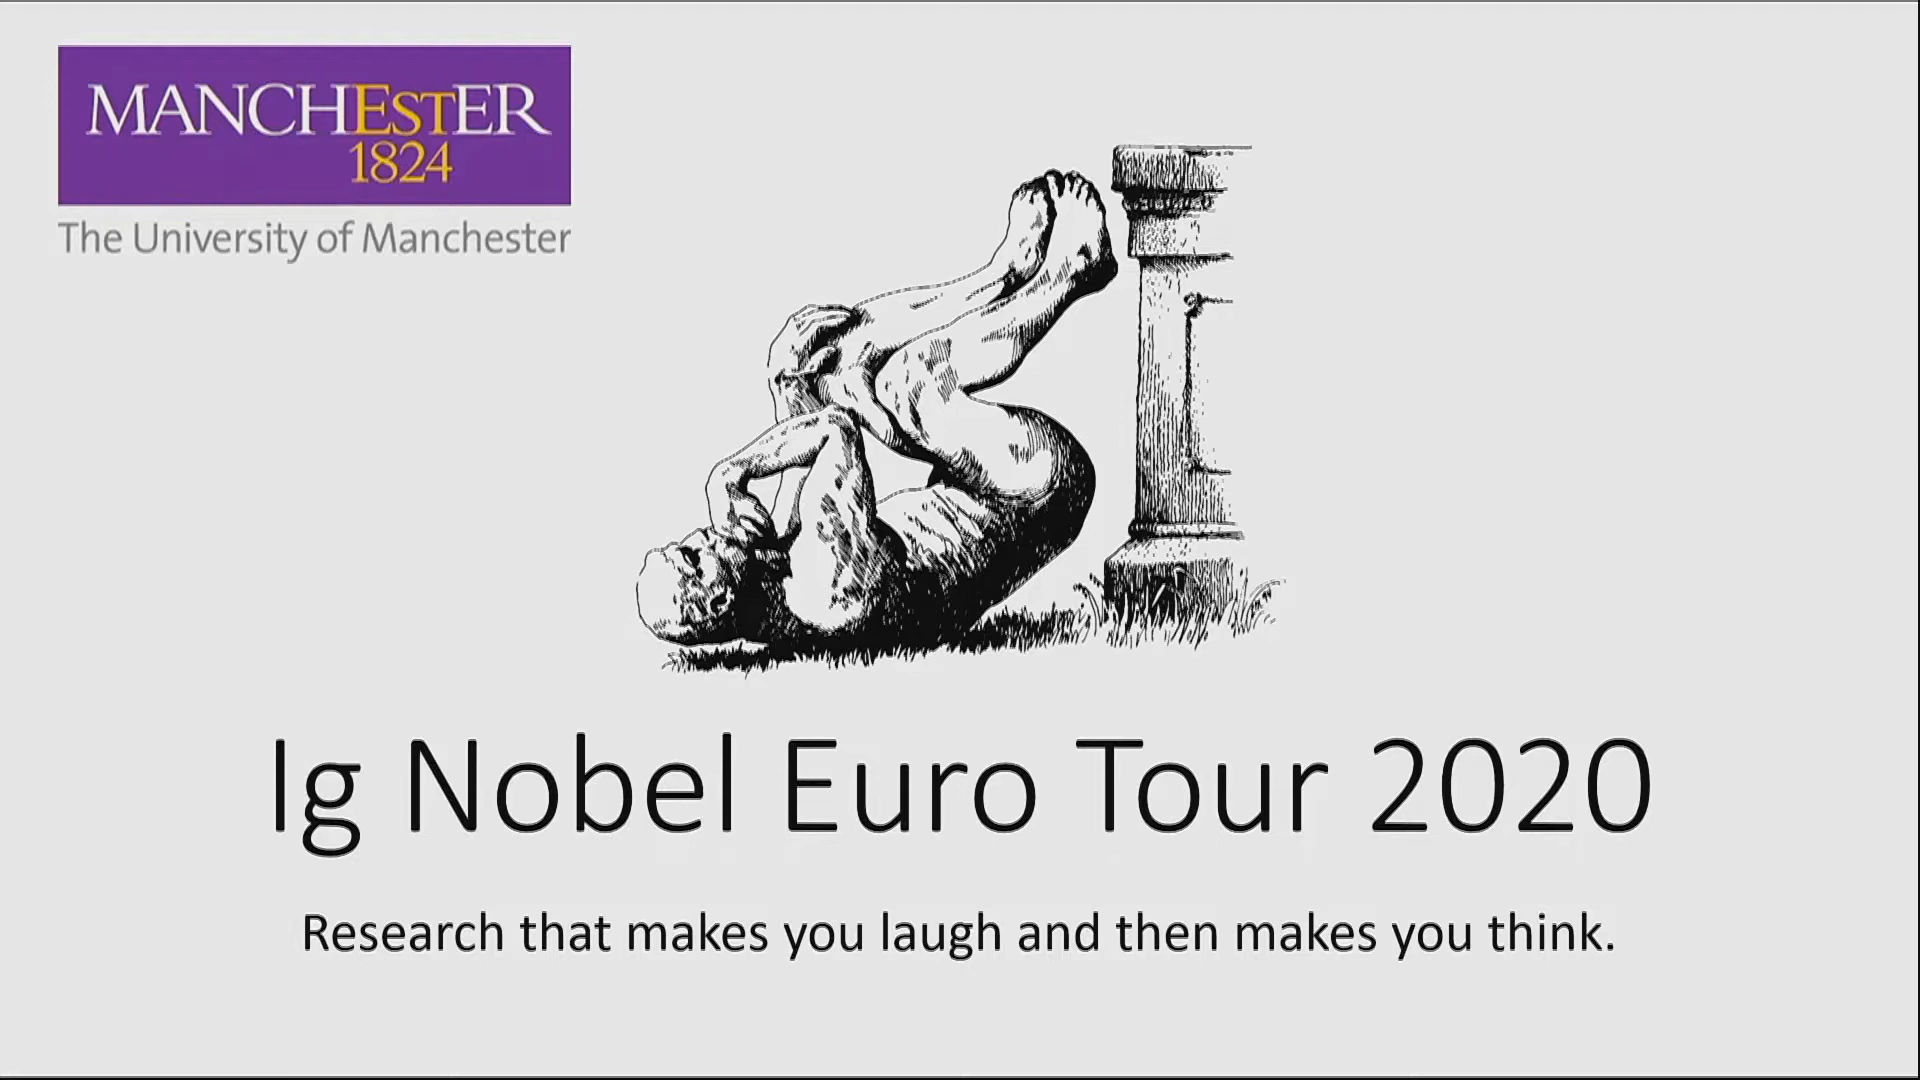 MANCHEstER
1824
The University of Manchester
Ig Nobel Euro Tour 2020
Research that makes you laugh and then makes you think.